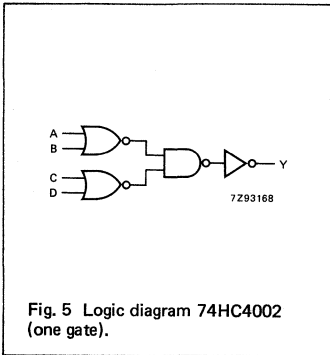 A
B
C
D
Y
7Z93168
Fig. 5 Logic diagram 74HC4002
(one gate).